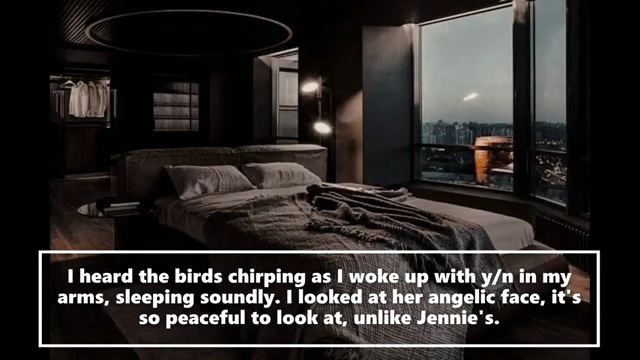 I heard the birds chirping as I woke up with y/n in my
arms, sleeping soundly. I looked at her angelic face, it's
so peaceful to look at, unlike Jennie's.